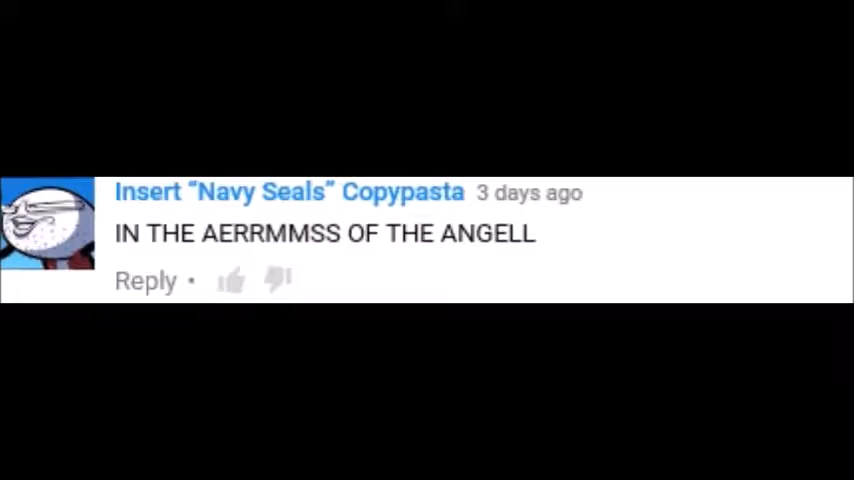 Insert “Navy Seals” Copypasta 3 days ago
IN THE AERRMMSS OF THE ANGELL
Reply •